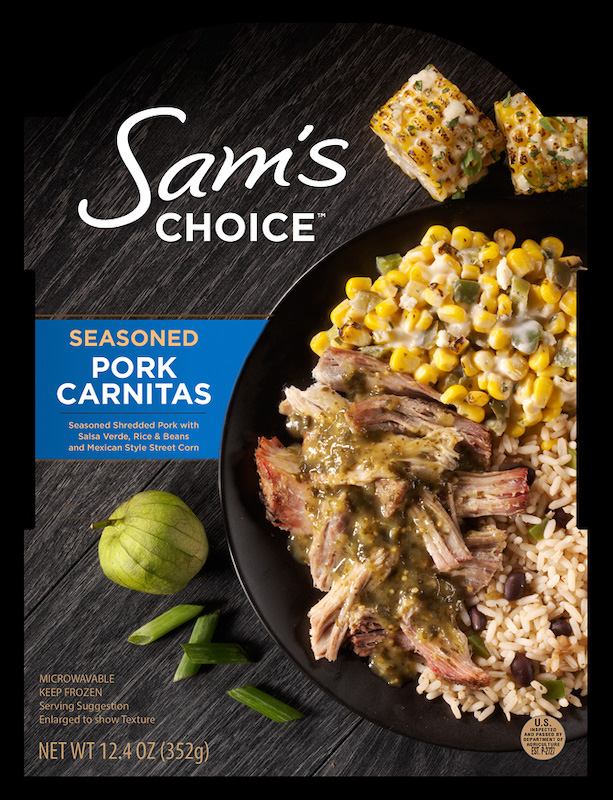 Sam's
CHOICE™
SEASONED
PORK
CARNITAS
Seasoned Shredded Pork with
Salsa Verde, Rice & Beans
and Mexican Style Street Corn
MICROWAVABLE
KEEP FROZEN
Serving Suggestion
Enlarged to show Texture
NET WT 12.4 OZ (352g)
U.S.
INSPECTED
AND PASSED BY
DEPARTMENT OF
AGRICULTURE
EST. P-2727